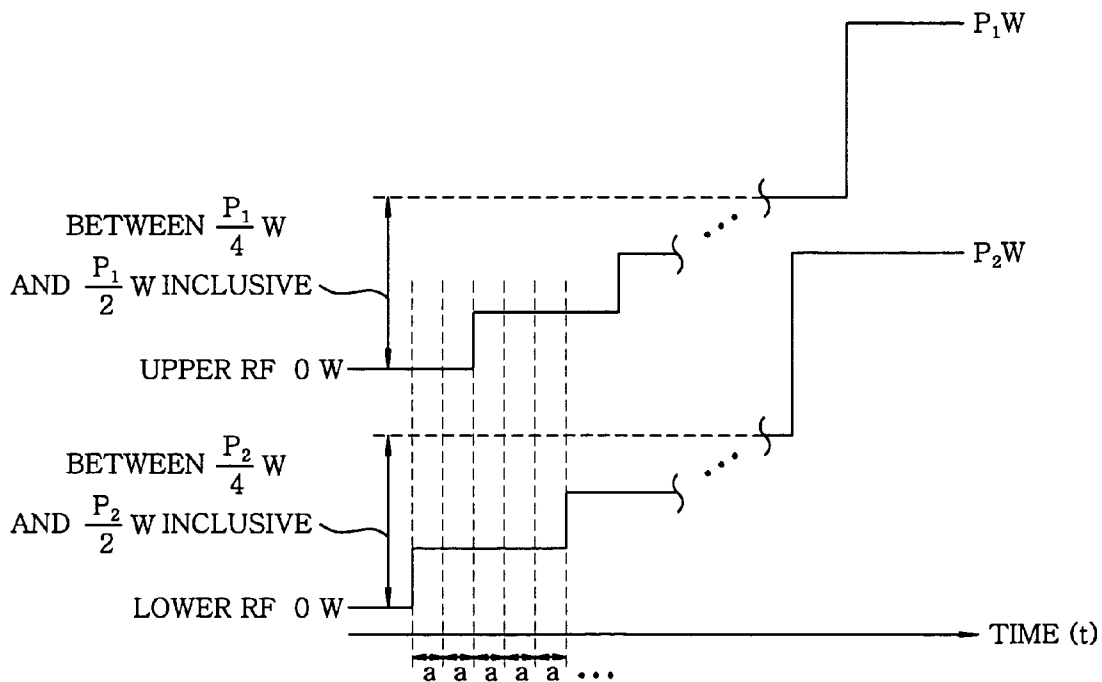 P₁W
BETWEEN P₁/4 W
AND P₁/2 W INCLUSIVE
P₂W
UPPER RF 0 W
BETWEEN P₂/4 W
AND P₂/2 W INCLUSIVE
LOWER RF 0 W
TIME (t)
a a a a a •••